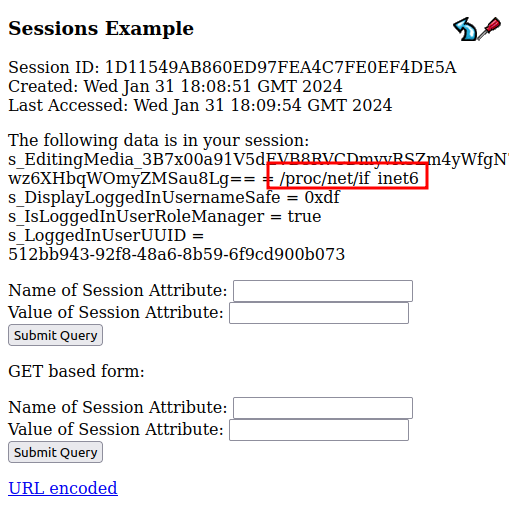 Sessions Example
Session ID: 1D11549AB860ED97FEA4C7FE0EF4DE5A
Created: Wed Jan 31 18:08:51 GMT 2024
Last Accessed: Wed Jan 31 18:09:54 GMT 2024
The following data is in your session:
s_EditingMedia_3B7x00a91V5dEVB8RVCDmyvRSZm4yWfgN
wz6XHbqWOmyZMSau8Lg== = /proc/net/if_inet6
s_DisplayLoggedInUsernameSafe = 0xdf
s_IsLoggedInUserRoleManager = true
s_LoggedInUserUUID =
512bb943-92f8-48a6-8b59-6f9cd900b073
Name of Session Attribute:
Value of Session Attribute:
Submit Query
GET based form:
Name of Session Attribute:
Value of Session Attribute:
Submit Query
URL encoded